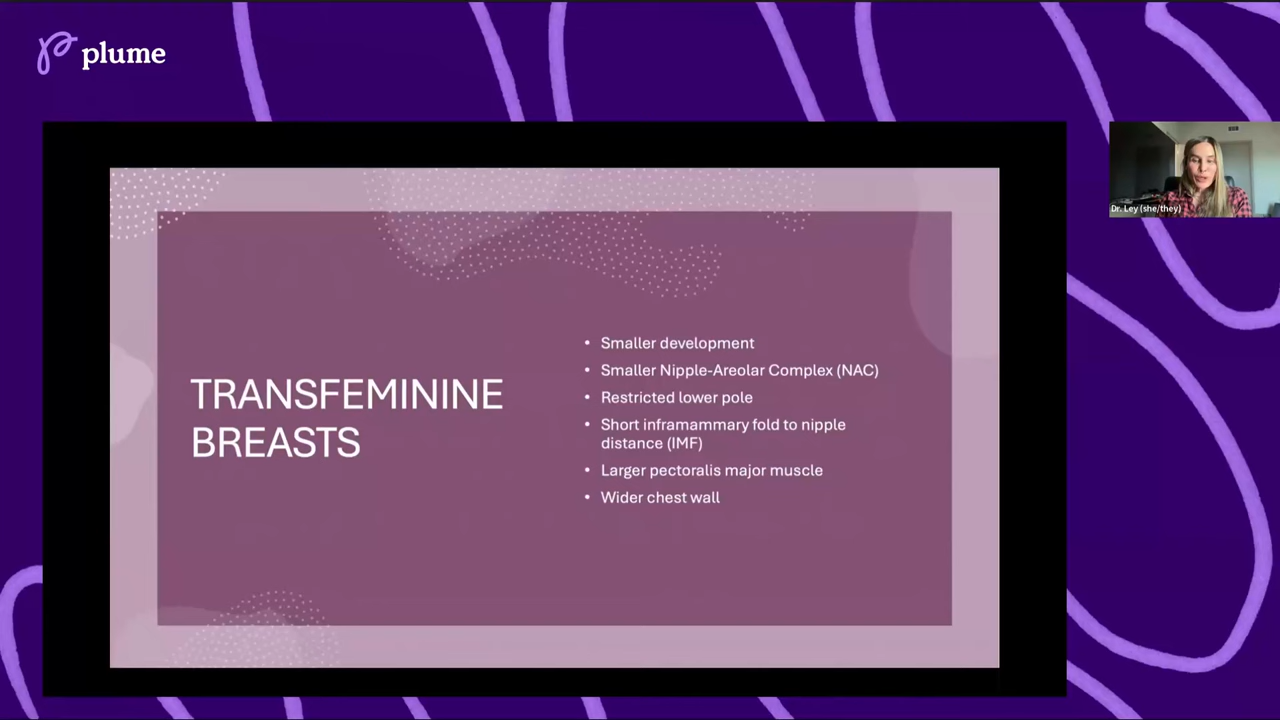 plume
Dr. Ley (she/they)
TRANSFEMININE
BREASTS
• Smaller development
• Smaller Nipple-Areolar Complex (NAC)
• Restricted lower pole
• Short inframammary fold to nipple
distance (IMF)
• Larger pectoralis major muscle
• Wider chest wall